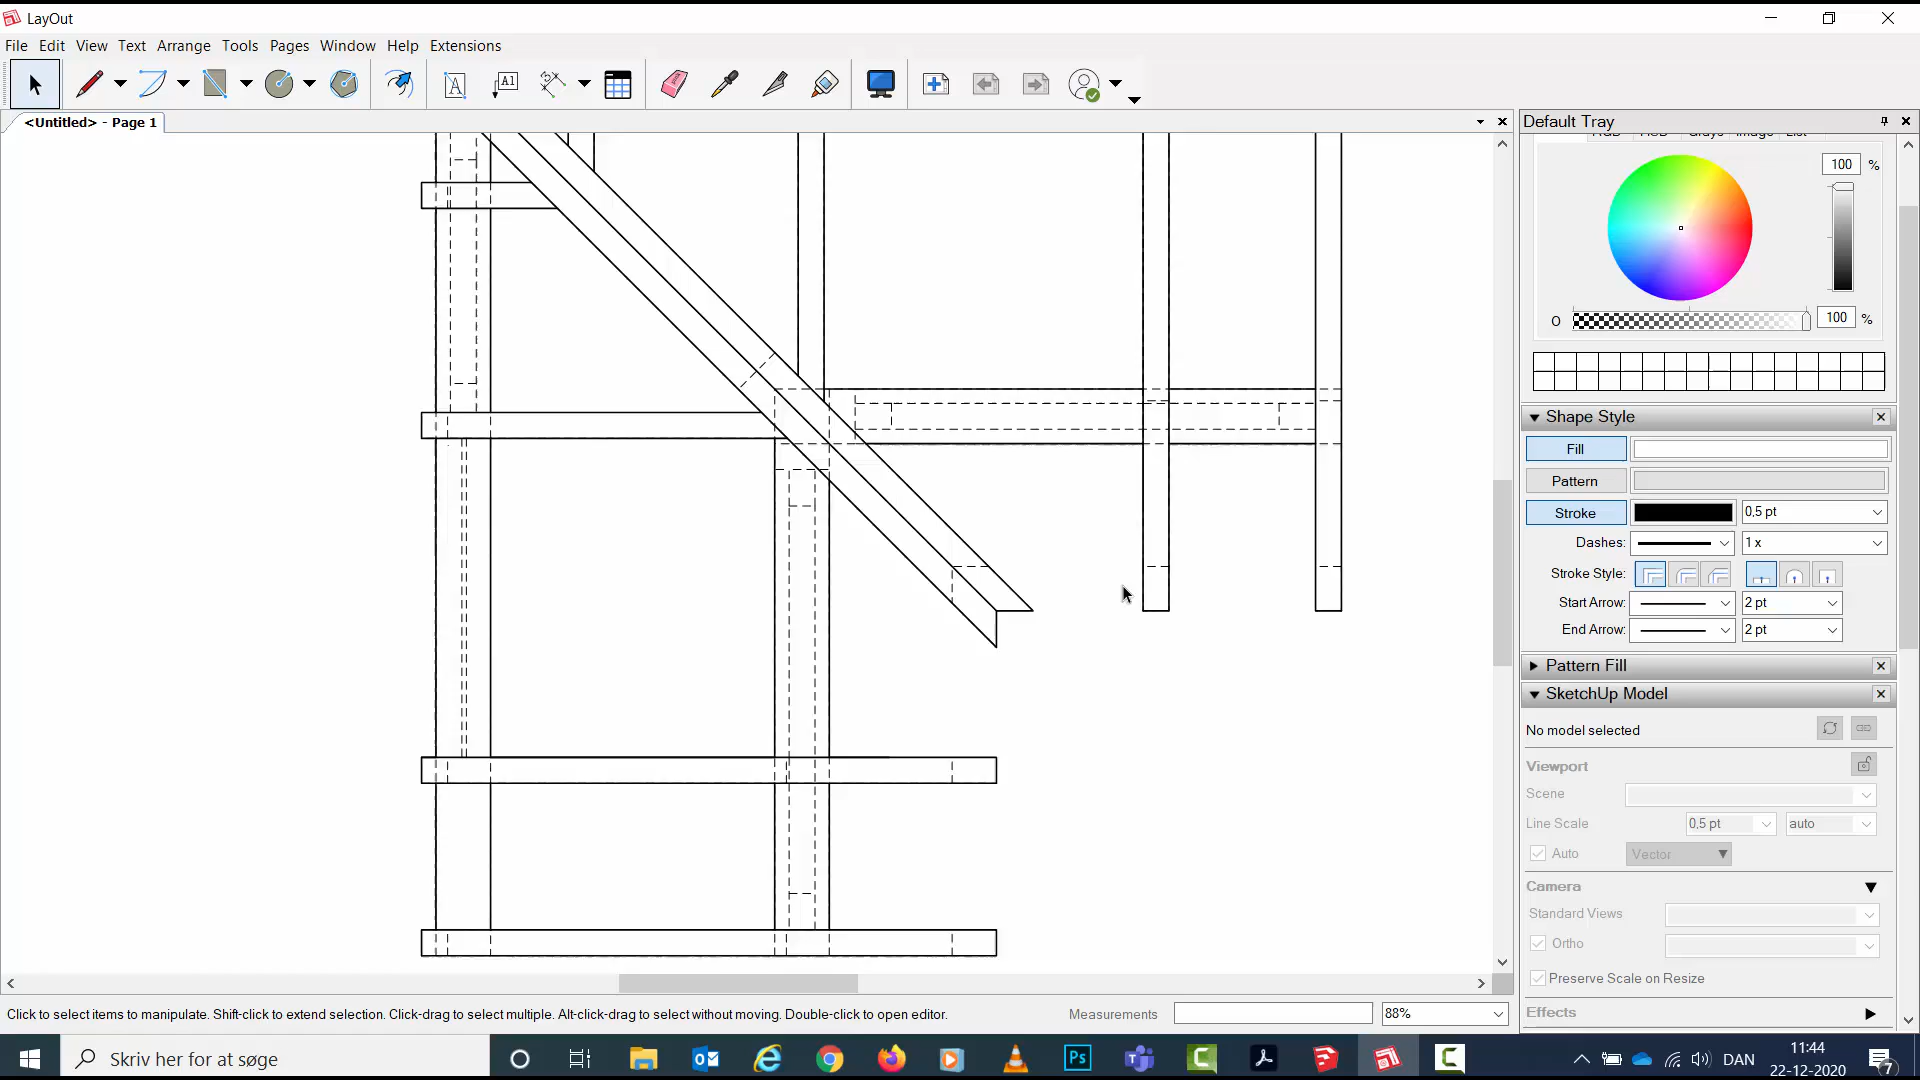 LayOut
File Edit View Text Arrange Tools Pages Window Help Extensions
A A1
<Untitled> - Page 1
Default Tray
100 %
O 100 %
Shape Style
Fill
Pattern
Stroke 0,5 pt
Dashes: 1 x
Stroke Style:
Start Arrow: 2 pt
End Arrow: 2 pt
Pattern Fill
SketchUp Model
No model selected
Viewport
Scene
Line Scale 0,5 pt auto
Auto Vector
Camera
Standard Views
Ortho
Preserve Scale on Resize
Effects
Click to select items to manipulate. Shift-click to extend selection. Click-drag to select multiple. Alt-click-drag to select without moving. Double-click to open editor.
Measurements 88%
Skriv her for at søge
Ps
DAN
11:44
22-12-2020
7